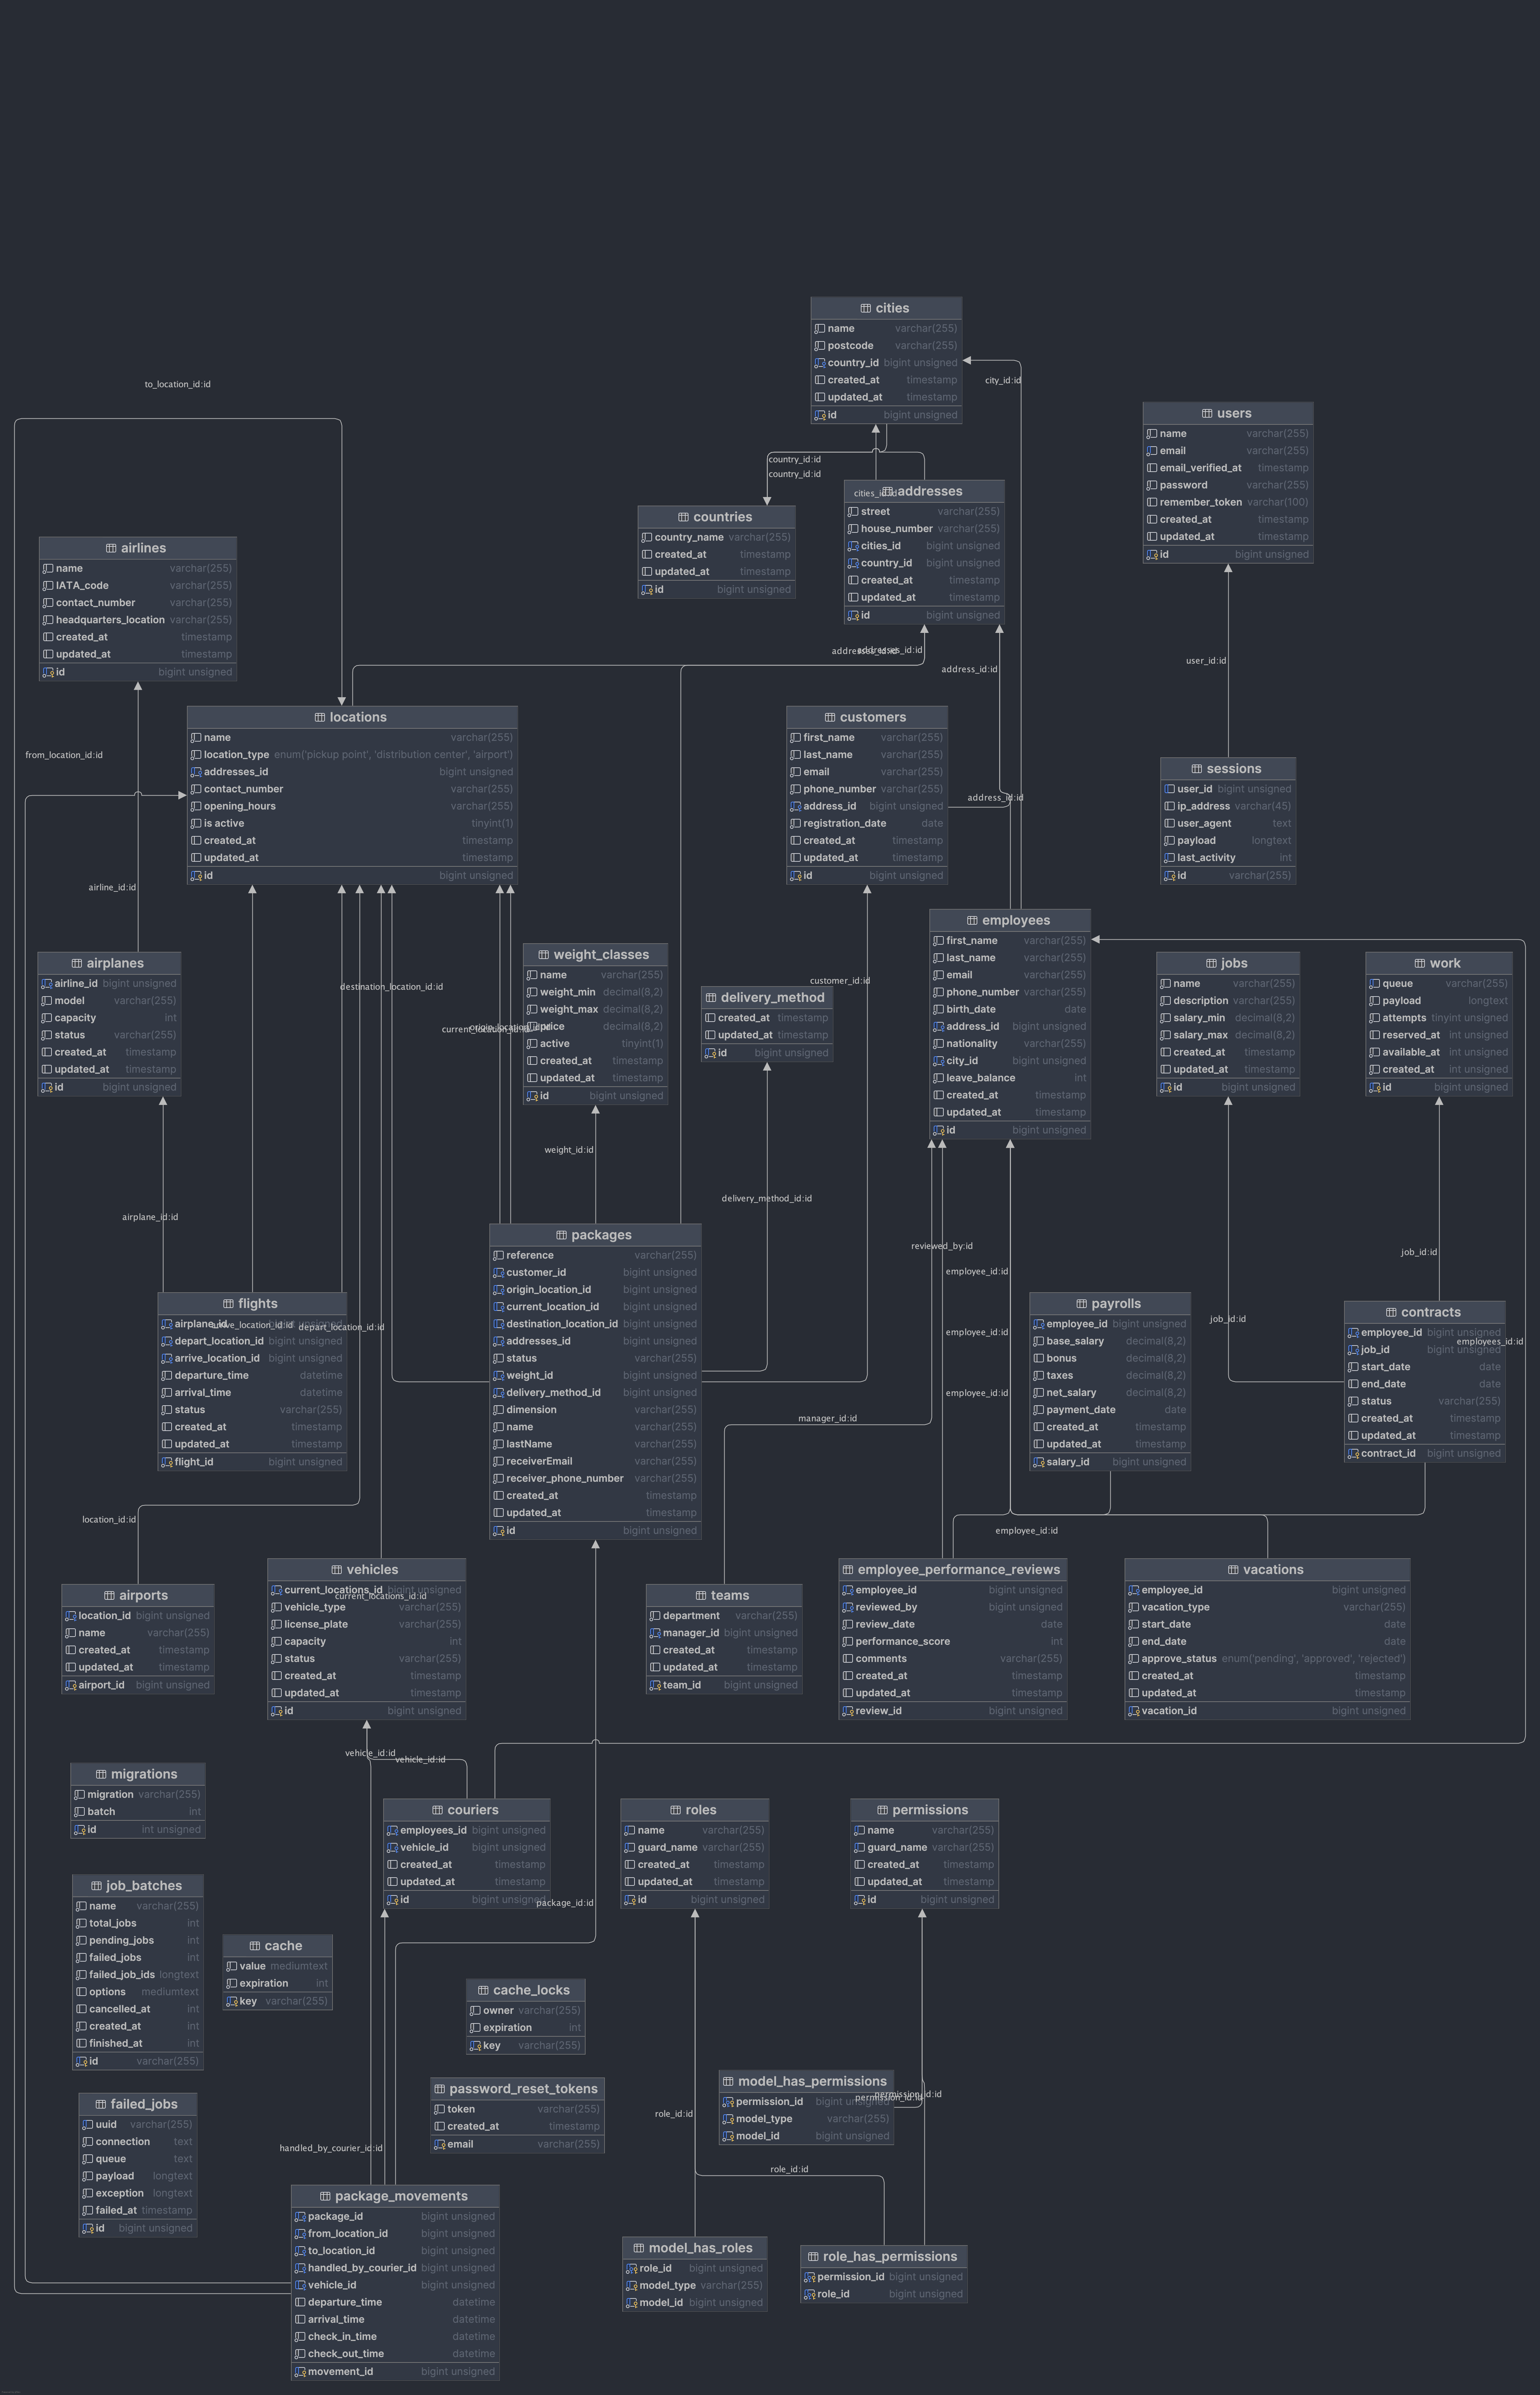 cities
name varchar(255)
postcode varchar(255)
country_id bigint unsigned
created_at timestamp
updated_at timestamp
id bigint unsigned
city_id:id
to_location_id:id
users
name varchar(255)
email varchar(255)
email_verified_at timestamp
password varchar(255)
remember_token varchar(100)
created_at timestamp
updated_at timestamp
id bigint unsigned
country_id:id
country_id:id
cities_id:id
addresses
street varchar(255)
house_number varchar(255)
cities_id bigint unsigned
country_id bigint unsigned
created_at timestamp
updated_at timestamp
id bigint unsigned
countries
country_name varchar(255)
created_at timestamp
updated_at timestamp
id bigint unsigned
airlines
name varchar(255)
IATA_code varchar(255)
contact_number varchar(255)
headquarters_location varchar(255)
created_at timestamp
updated_at timestamp
id bigint unsigned
addresses_id:id
address_id:id
user_id:id
locations
name varchar(255)
location_type enum('pickup point', 'distribution center', 'airport')
addresses_id bigint unsigned
contact_number varchar(255)
opening_hours varchar(255)
is active tinyint(1)
created_at timestamp
updated_at timestamp
id bigint unsigned
from_location_id:id
customers
first_name varchar(255)
last_name varchar(255)
email varchar(255)
phone_number varchar(255)
address_id bigint unsigned
registration_date date
created_at timestamp
updated_at timestamp
id bigint unsigned
address_id:id
sessions
user_id bigint unsigned
ip_address varchar(45)
user_agent text
payload longtext
last_activity int
id varchar(255)
airline_id:id
airplanes
airline_id bigint unsigned
model varchar(255)
capacity int
status varchar(255)
created_at timestamp
updated_at timestamp
id bigint unsigned
destination_location_id:id
weight_classes
name varchar(255)
weight_min decimal(8,2)
weight_max decimal(8,2)
price decimal(8,2)
active tinyint(1)
created_at timestamp
updated_at timestamp
id bigint unsigned
customer_id:id
delivery_method
created_at timestamp
updated_at timestamp
id bigint unsigned
employees
first_name varchar(255)
last_name varchar(255)
email varchar(255)
phone_number varchar(255)
birth_date date
address_id bigint unsigned
nationality varchar(255)
city_id bigint unsigned
leave_balance int
created_at timestamp
updated_at timestamp
id bigint unsigned
jobs
name varchar(255)
description varchar(255)
salary_min decimal(8,2)
salary_max decimal(8,2)
created_at timestamp
updated_at timestamp
id bigint unsigned
work
queue varchar(255)
payload longtext
attempts tinyint unsigned
reserved_at int unsigned
available_at int unsigned
created_at int unsigned
id bigint unsigned
weight_id:id
delivery_method_id:id
airplane_id:id
reviewed_by:id
employee_id:id
job_id:id
packages
reference varchar(255)
customer_id bigint unsigned
origin_location_id bigint unsigned
current_location_id bigint unsigned
destination_location_id bigint unsigned
addresses_id bigint unsigned
status varchar(255)
weight_id bigint unsigned
delivery_method_id bigint unsigned
dimension varchar(255)
name varchar(255)
lastName varchar(255)
receiverEmail varchar(255)
receiver_phone_number varchar(255)
created_at timestamp
updated_at timestamp
id bigint unsigned
flights
airplane_id
depart_location_id:id
depart_location_id bigint unsigned
arrive_location_id bigint unsigned
departure_time datetime
arrival_time datetime
status varchar(255)
created_at timestamp
updated_at timestamp
flight_id bigint unsigned
employee_id:id
employee_id:id
manager_id:id
payrolls
employee_id bigint unsigned
base_salary decimal(8,2)
bonus decimal(8,2)
taxes decimal(8,2)
net_salary decimal(8,2)
payment_date date
created_at timestamp
updated_at timestamp
salary_id bigint unsigned
job_id:id
contracts
employee_id bigint unsigned
employees_id:id
job_id bigint unsigned
start_date date
end_date date
status varchar(255)
created_at timestamp
updated_at timestamp
contract_id bigint unsigned
location_id:id
employee_id:id
airports
location_id bigint unsigned
name varchar(255)
created_at timestamp
updated_at timestamp
airport_id bigint unsigned
vehicles
current_locations_id bigint unsigned
current_locations_id:id
vehicle_type varchar(255)
license_plate varchar(255)
capacity int
status varchar(255)
created_at timestamp
updated_at timestamp
id bigint unsigned
teams
department varchar(255)
manager_id bigint unsigned
created_at timestamp
updated_at timestamp
team_id bigint unsigned
employee_performance_reviews
employee_id bigint unsigned
reviewed_by bigint unsigned
review_date date
performance_score int
comments varchar(255)
created_at timestamp
updated_at timestamp
review_id bigint unsigned
vacations
employee_id bigint unsigned
vacation_type varchar(255)
start_date date
end_date date
approve_status enum('pending', 'approved', 'rejected')
created_at timestamp
updated_at timestamp
vacation_id bigint unsigned
vehicle_id:id
vehicle_id:id
migrations
migration varchar(255)
batch int
id int unsigned
couriers
employees_id bigint unsigned
vehicle_id bigint unsigned
created_at timestamp
updated_at timestamp
id bigint unsigned
package_id:id
roles
name varchar(255)
guard_name varchar(255)
created_at timestamp
updated_at timestamp
id bigint unsigned
permissions
name varchar(255)
guard_name varchar(255)
created_at timestamp
updated_at timestamp
id bigint unsigned
job_batches
name varchar(255)
total_jobs int
pending_jobs int
failed_jobs int
failed_job_ids longtext
options mediumtext
cancelled_at int
created_at int
finished_at int
id varchar(255)
cache
value mediumtext
expiration int
key varchar(255)
cache_locks
owner varchar(255)
expiration int
key varchar(255)
password_reset_tokens
token varchar(255)
created_at timestamp
email varchar(255)
model_has_permissions
permission_id bigint unsigned
permission_id:id
permission_id:id
model_type varchar(255)
model_id bigint unsigned
failed_jobs
uuid varchar(255)
connection text
queue text
payload longtext
exception longtext
failed_at timestamp
id bigint unsigned
role_id:id
handled_by_courier_id:id
role_id:id
package_movements
package_id bigint unsigned
from_location_id bigint unsigned
to_location_id bigint unsigned
handled_by_courier_id bigint unsigned
vehicle_id bigint unsigned
departure_time datetime
arrival_time datetime
check_in_time datetime
check_out_time datetime
movement_id bigint unsigned
model_has_roles
role_id bigint unsigned
model_type varchar(255)
model_id bigint unsigned
role_has_permissions
permission_id bigint unsigned
role_id bigint unsigned